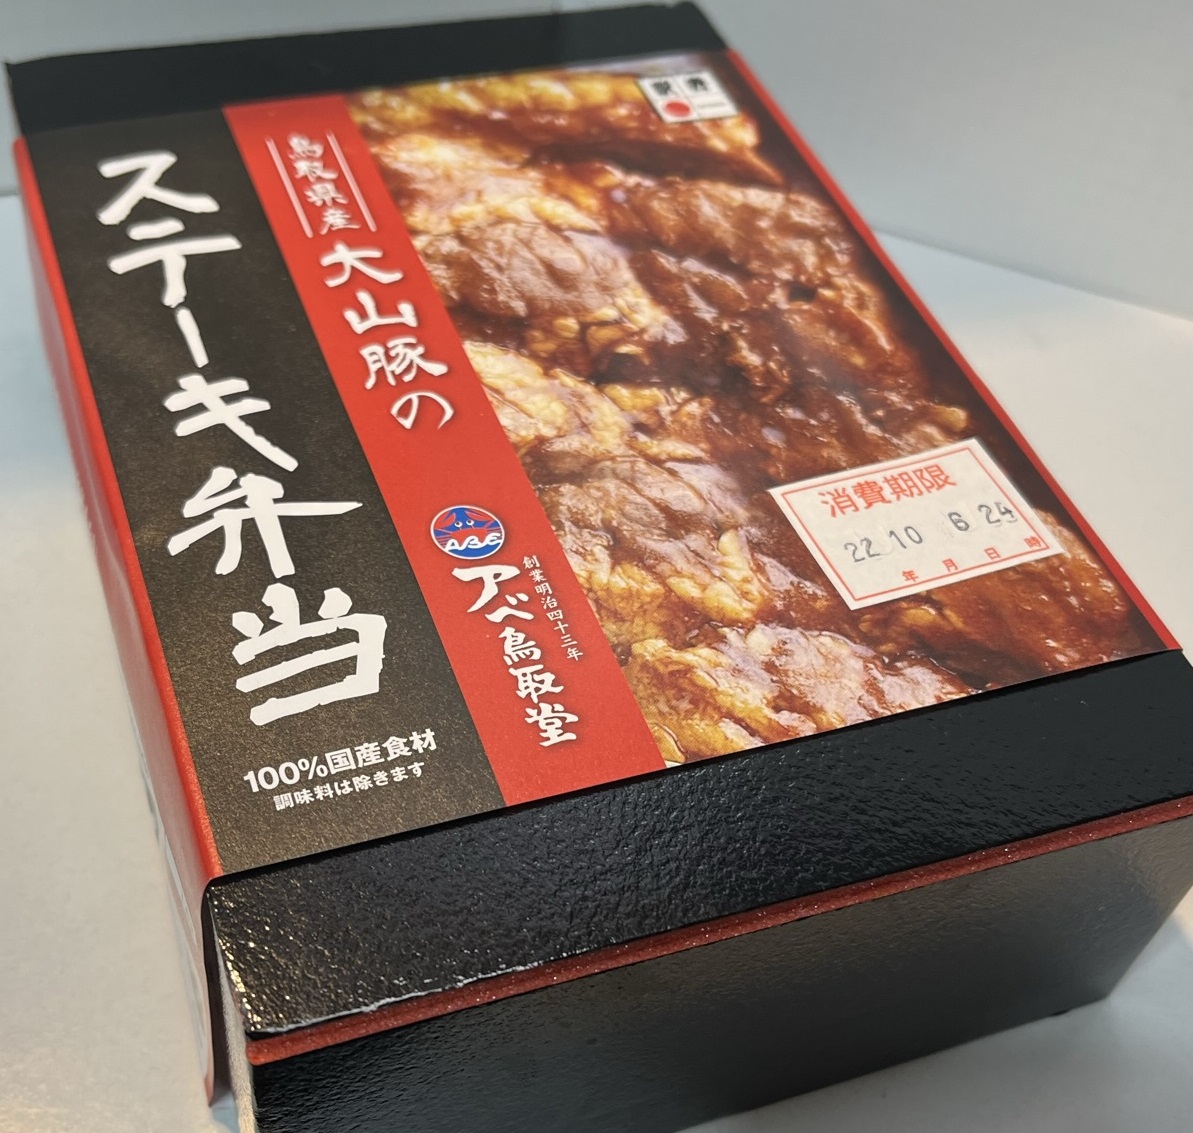 ステーキ弁当
鳥取県産
大山豚の
ABE
アベ鳥取堂
創業明治四十三年
100%国産食材
調味料は除きます
駅弁
消費期限
22 10 6 24
年 月 日 時